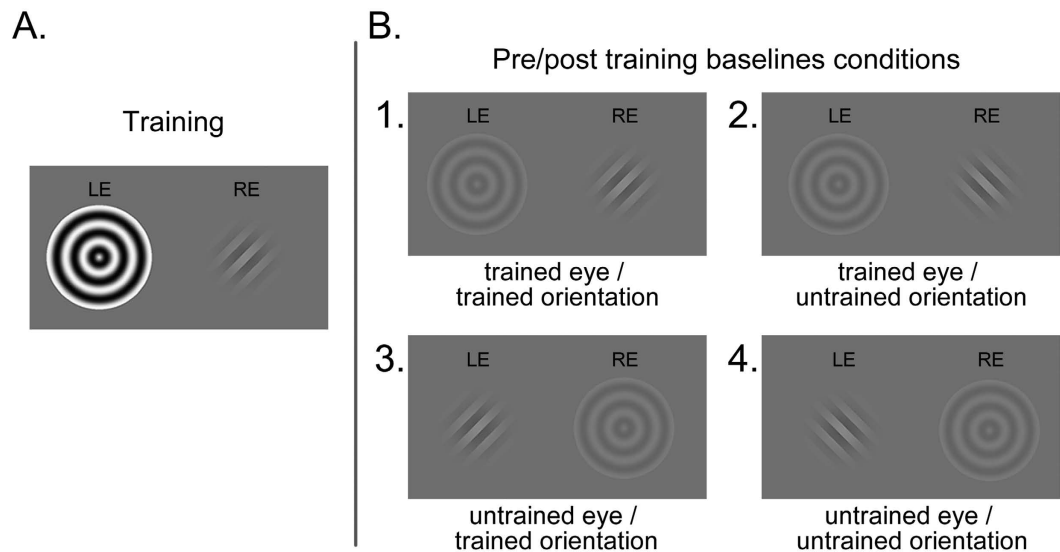 A.
Training
LE RE
B.
Pre/post training baselines conditions
1.
LE RE
trained eye /
trained orientation
2.
LE RE
trained eye /
untrained orientation
3.
LE RE
untrained eye /
trained orientation
4.
LE RE
untrained eye /
untrained orientation